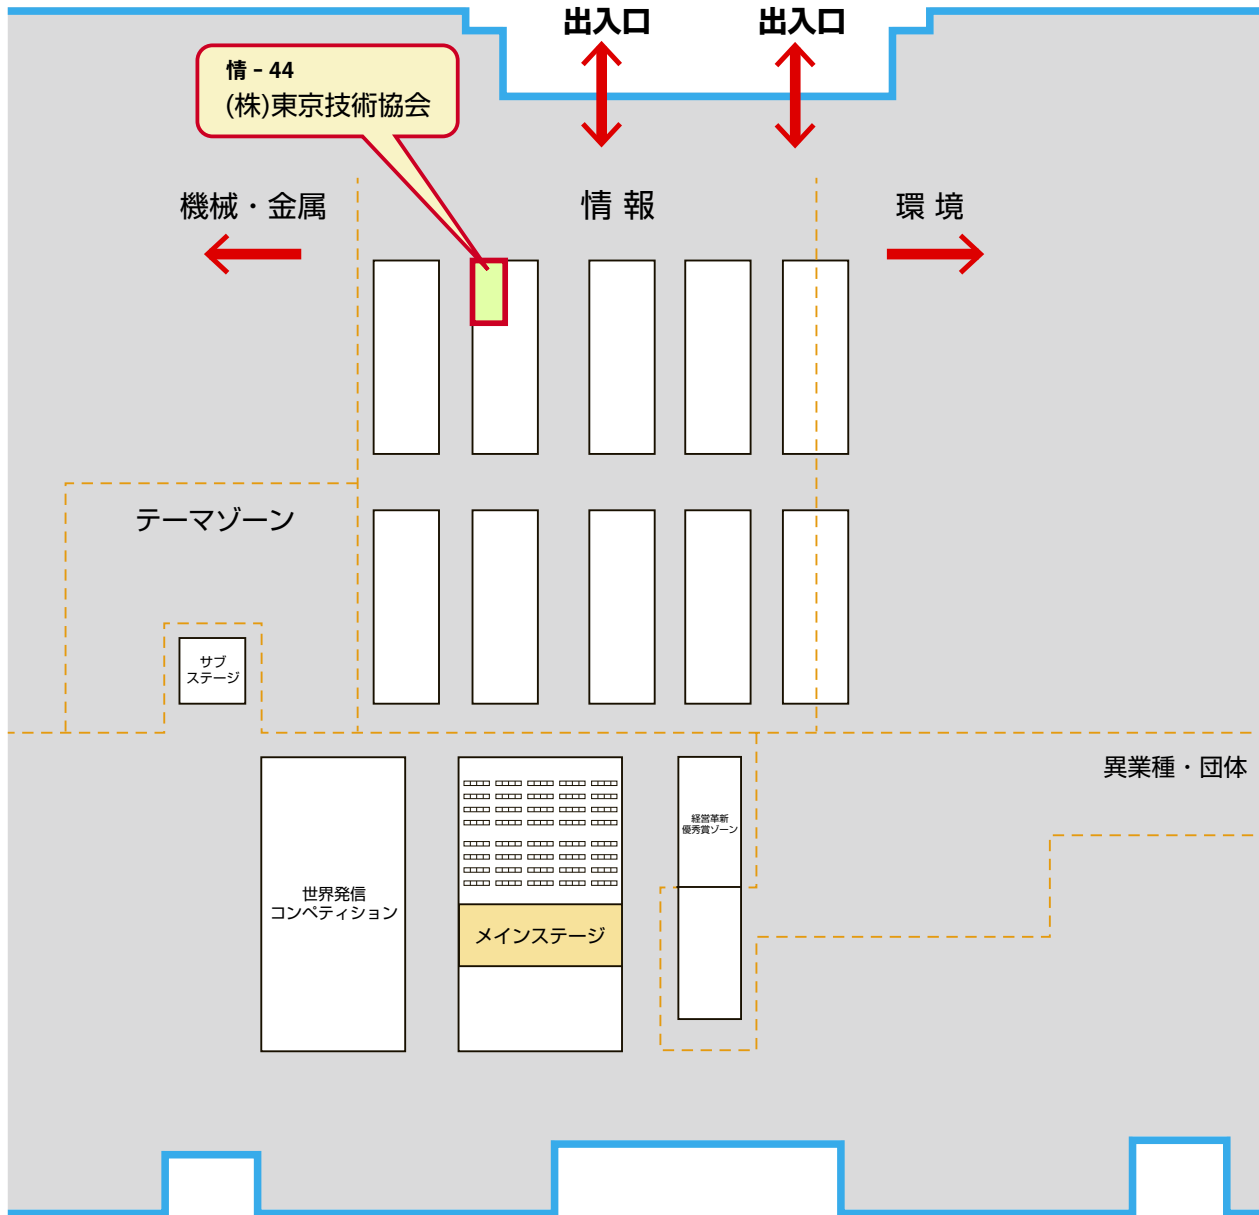 出入口
出入口
情 - 44
(株)東京技術協会
機械・金属
情 報
環 境
テーマゾーン
サブ
ステージ
異業種・団体
経営革新
優秀賞ゾーン
世界発信
コンペティション
メインステージ